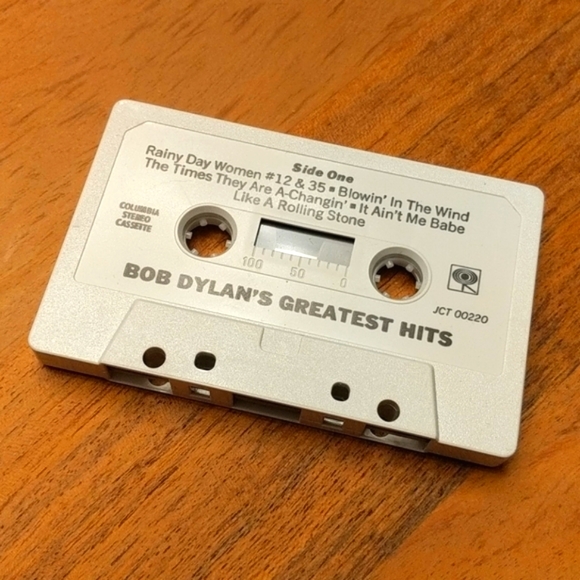 Side One
Rainy Day Women #12 & 35 ▪ Blowin' In The Wind
The Times They Are A-Changin' ▪ It Ain't Me Babe
Like A Rolling Stone
COLUMBIA
STEREO
CASSETTE
100 50 0
JCT 00220
BOB DYLAN'S GREATEST HITS